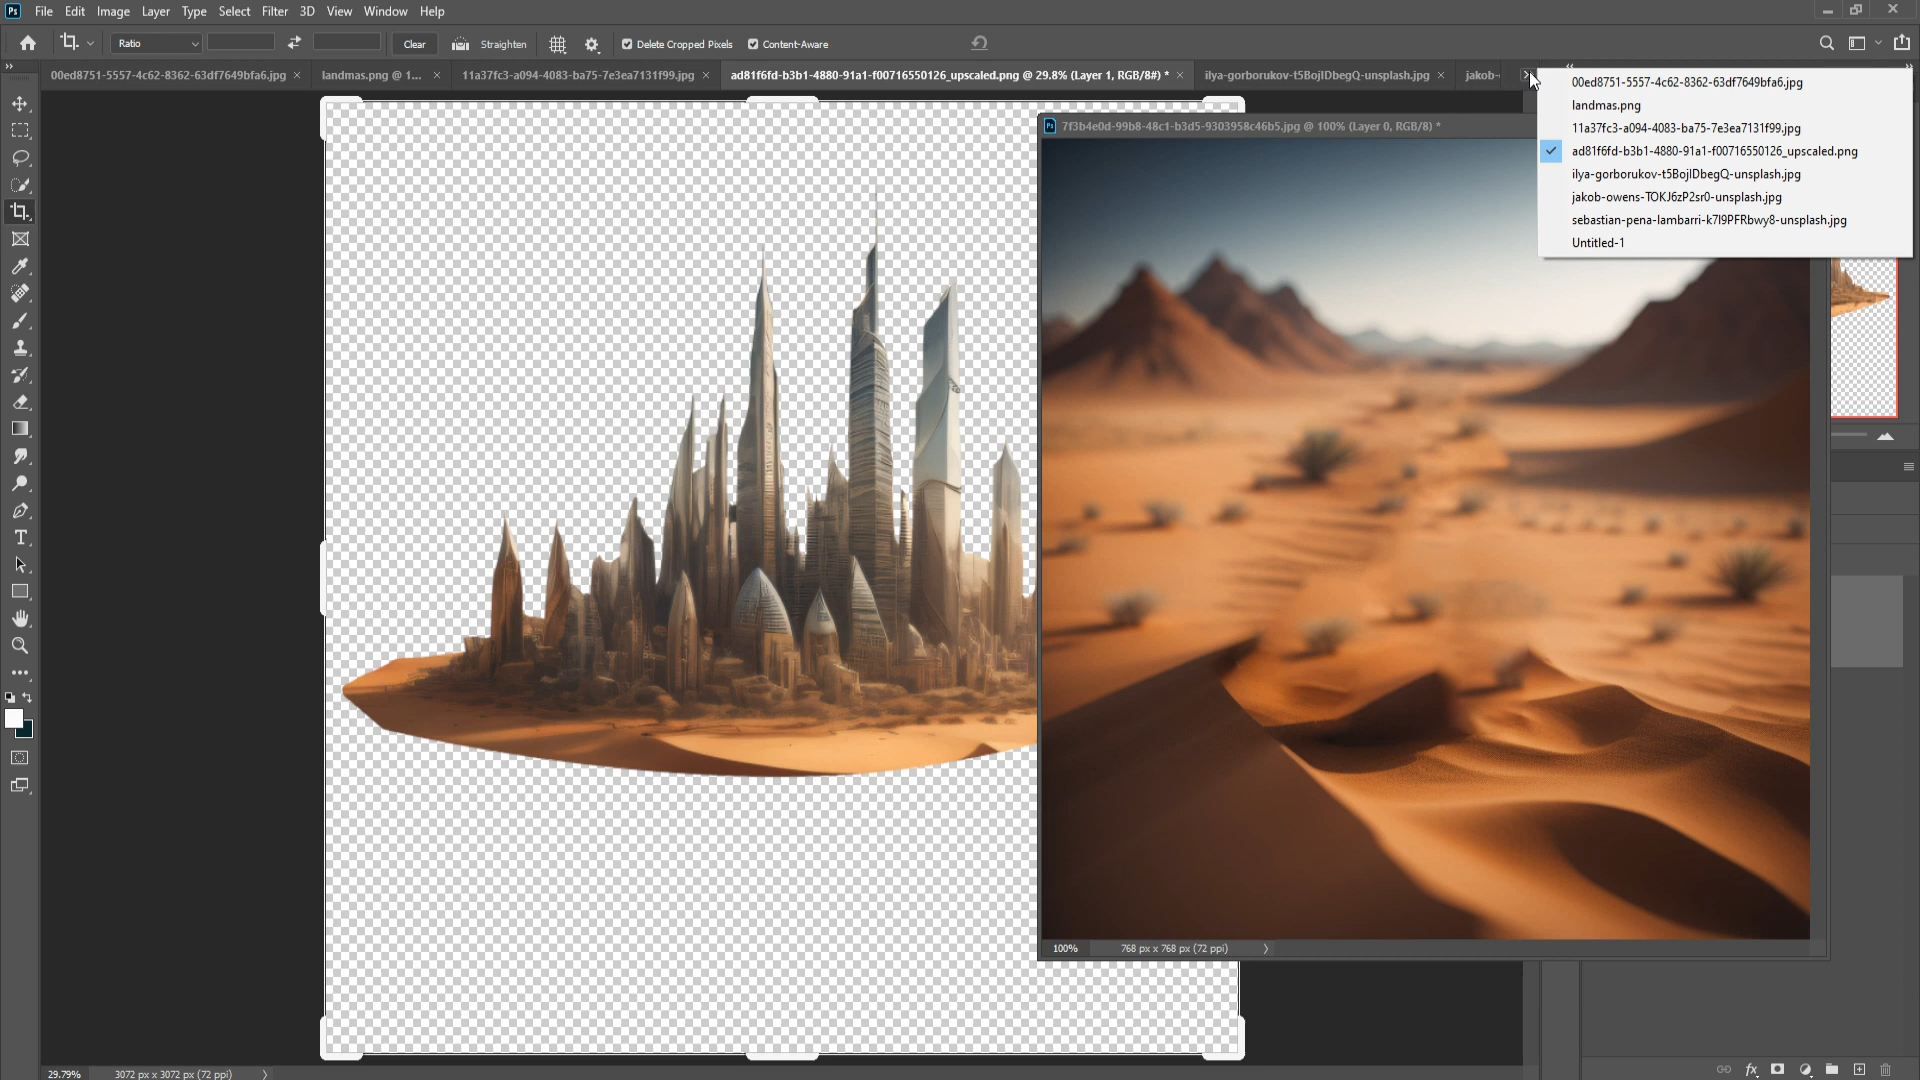 Ps File Edit Image Layer Type Select Filter 3D View Window Help
Ratio Clear Straighten Delete Cropped Pixels Content-Aware
00ed8751-5557-4c62-8362-63df7649bfa6.jpg × landmas.png @ 1... × 11a37fc3-a094-4083-ba75-7e3ea7131f99.jpg × ad81f6fd-b3b1-4880-91a1-f00716550126_upscaled.png @ 29.8% (Layer 1, RGB/8#) * × ilya-gorborukov-t5BojIDbegQ-unsplash.jpg × jakob-
00ed8751-5557-4c62-8362-63df7649bfa6.jpg
landmas.png
11a37fc3-a094-4083-ba75-7e3ea7131f99.jpg
ad81f6fd-b3b1-4880-91a1-f00716550126_upscaled.png
ilya-gorborukov-t5BojIDbegQ-unsplash.jpg
jakob-owens-TOKJ6zP2sr0-unsplash.jpg
sebastian-pena-lambarri-k7I9PFRbwy8-unsplash.jpg
Untitled-1
Ps 7f3b4e0d-99b8-48c1-b3d5-9303958c46b5.jpg @ 100% (Layer 0, RGB/8) *
T
100% 768 px x 768 px (72 ppi)
29.79% 3072 px x 3072 px (72 ppi)
fx